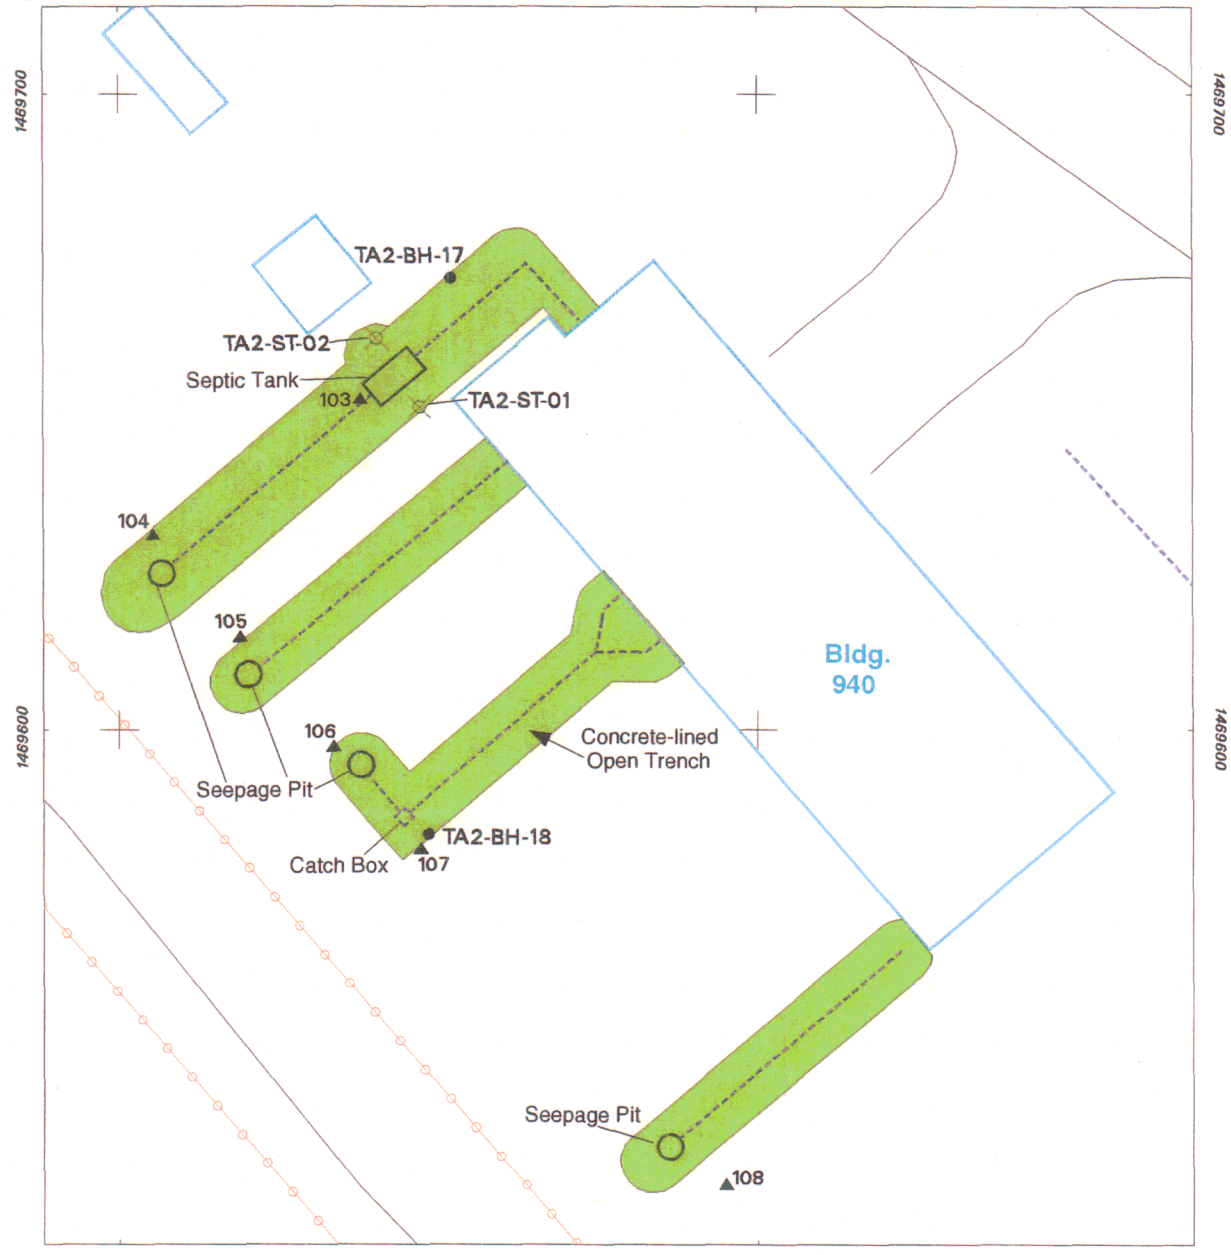 1469700
1469700
TA2-BH-17
TA2-ST-02
Septic Tank
103
TA2-ST-01
104
105
Bldg.
940
106
Concrete-lined
Open Trench
1469600
1469600
Seepage Pit
TA2-BH-18
Catch Box
107
Seepage Pit
108